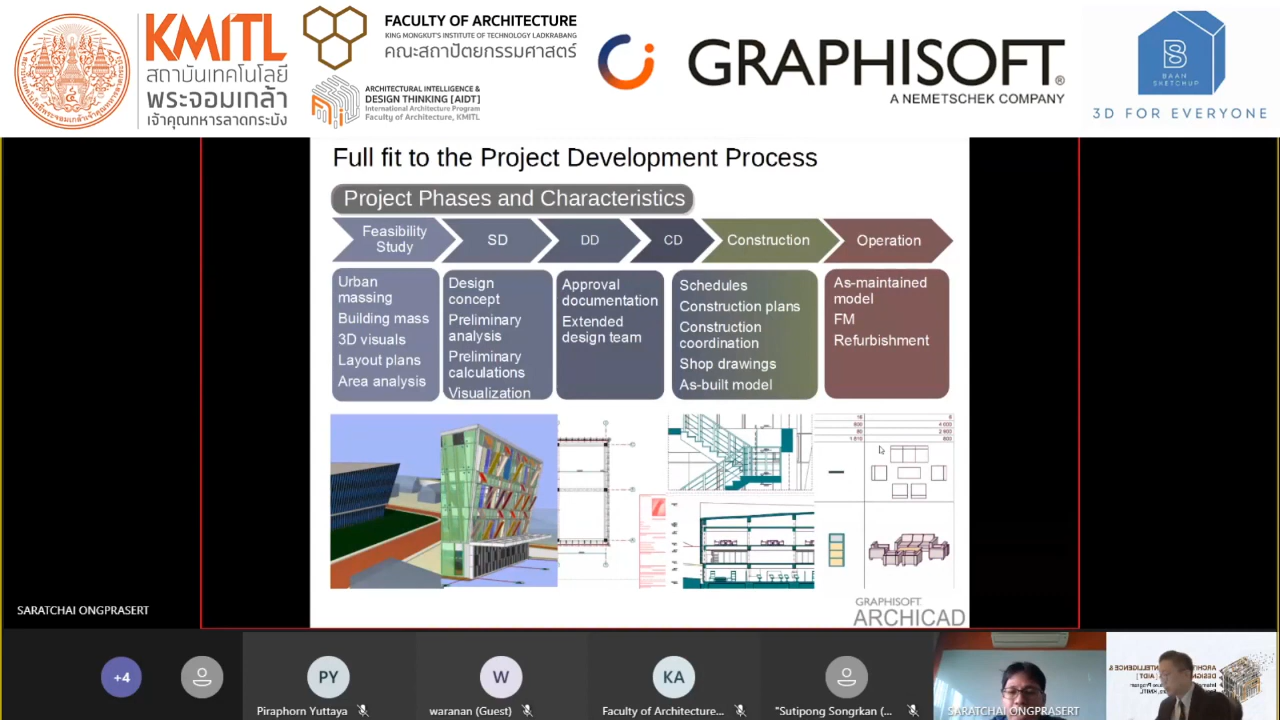 KMITL
สถาบันเทคโนโลยี
พระจอมเกล้า
เจ้าคุณทหารลาดกระบัง
FACULTY OF ARCHITECTURE
KING MONGKUT'S INSTITUTE OF TECHNOLOGY LADKRABANG
คณะสถาปัตยกรรมศาสตร์
ARCHITECTURAL INTELLIGENCE &
DESIGN THINKING [AIDT]
International Architecture Program
Faculty of Architecture, KMITL
GRAPHISOFT®
A NEMETSCHEK COMPANY
B
S
BAAN
SKETCHUP
3D FOR EVERYONE
Full fit to the Project Development Process
Project Phases and Characteristics
Feasibility
Study
SD
DD
CD
Construction
Operation
Urban
massing
Building mass
3D visuals
Layout plans
Area analysis
Design
concept
Preliminary
analysis
Preliminary
calculations
Visualization
Approval
documentation
Extended
design team
Schedules
Construction plans
Construction
coordination
Shop drawings
As-built model
As-maintained
model
FM
Refurbishment
GRAPHISOFT
ARCHICAD
SARATCHAI ONGPRASERT
+4
PY
Piraphorn Yuttaya
W
waranan (Guest)
KA
Faculty of Architecture...
"Sutipong Songrkan (...
SARATCHAI ONGPRASERT